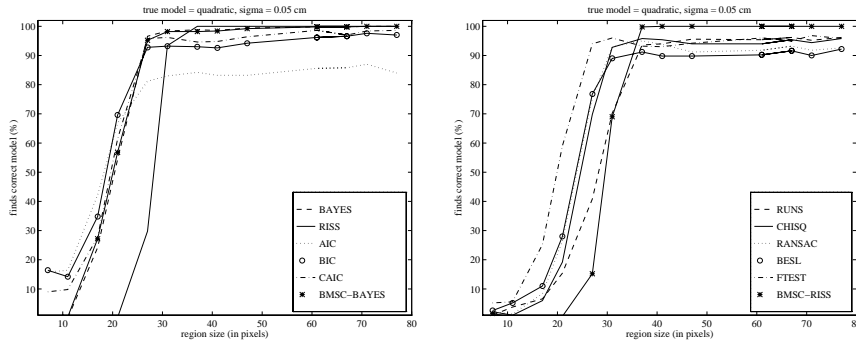 true model = quadratic, sigma = 0.05 cm
100
90
80
70
60
50
40
30
20
10
finds correct model (%)
BAYES
RISS
AIC
BIC
CAIC
BMSC-BAYES
10 20 30 40 50 60 70 80
region size (in pixels)
true model = quadratic, sigma = 0.05 cm
100
90
80
70
60
50
40
30
20
10
finds correct model (%)
RUNS
CHISQ
RANSAC
BESL
FTEST
BMSC-RISS
10 20 30 40 50 60 70 80
region size (in pixels)